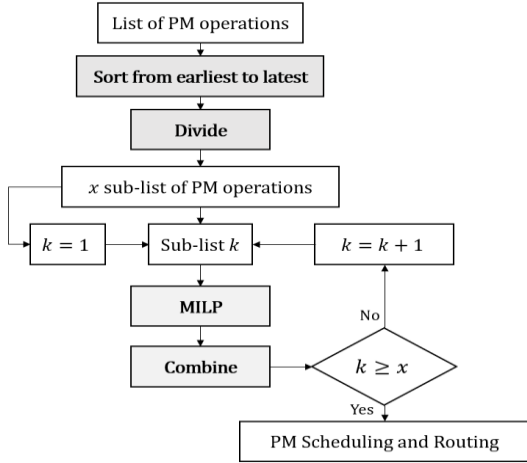 List of PM operations
Sort from earliest to latest
Divide
x sub-list of PM operations
k = 1
Sub-list k
k = k + 1
MILP
No
Combine
k ≥ x
Yes
PM Scheduling and Routing